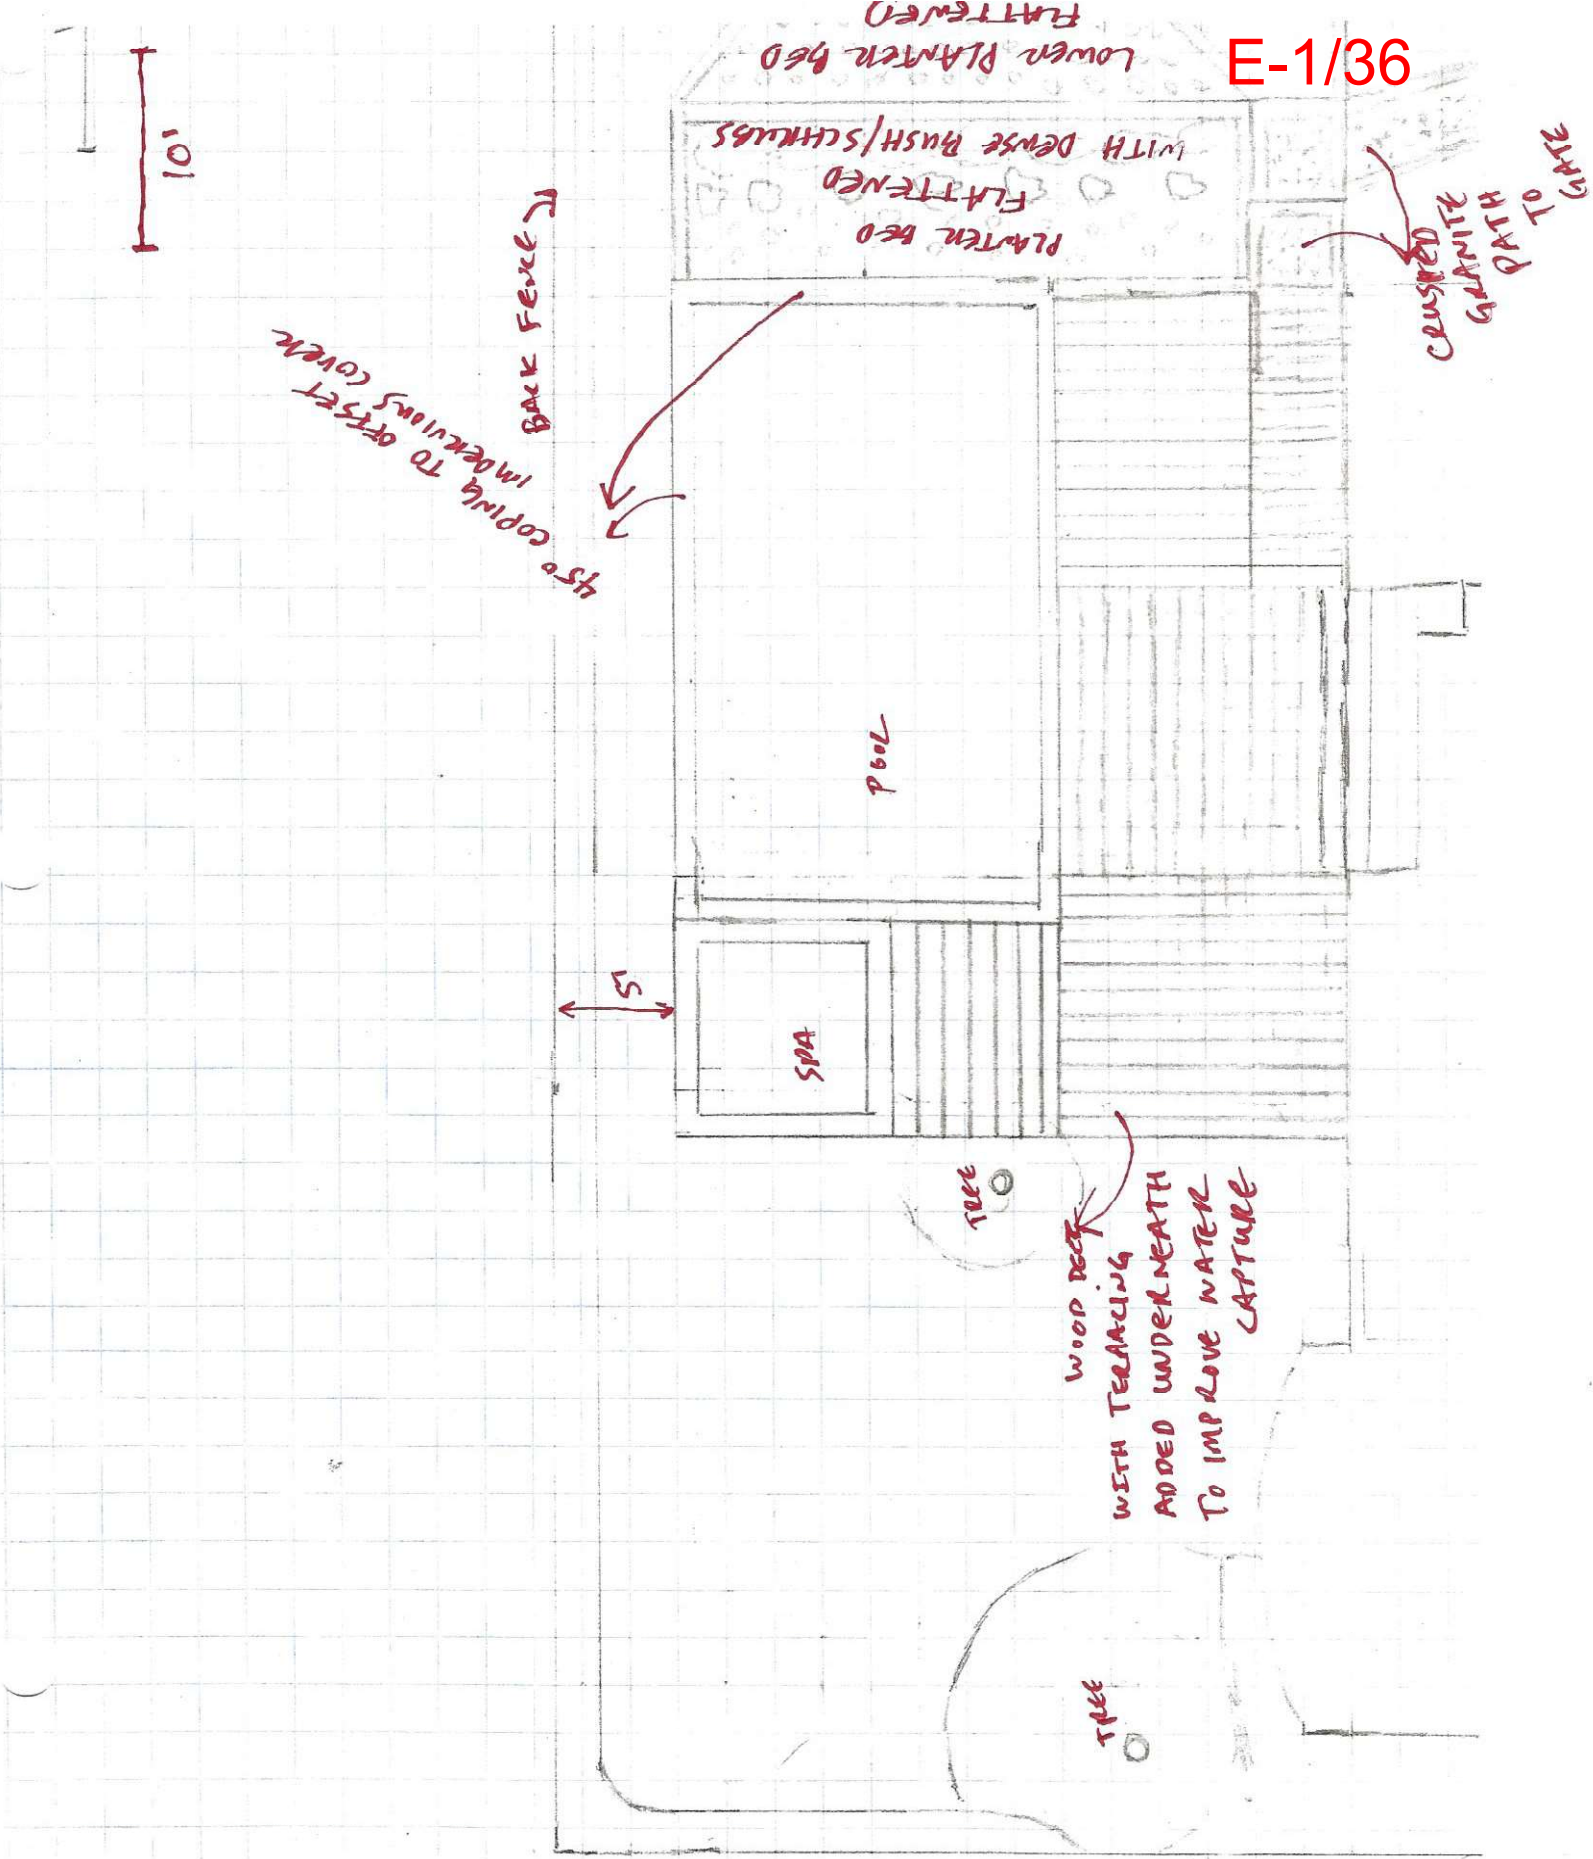 E-1/36
10'
LOWER PLANTER BED
FLATTENED
PLANTER BED
FLATTENED
WITH DENSE BUSH/SCHRUBS
CRUSHED
GRANITE
PATH
TO
GATE
BACK FENCE
45° COPING TO OFFSET
IMPERVIOUS COVER
POOL
5'
SPA
TREE
WOOD DECK
WITH TERRACING
ADDED UNDERNEATH
TO IMPROVE WATER
CAPTURE
TREE